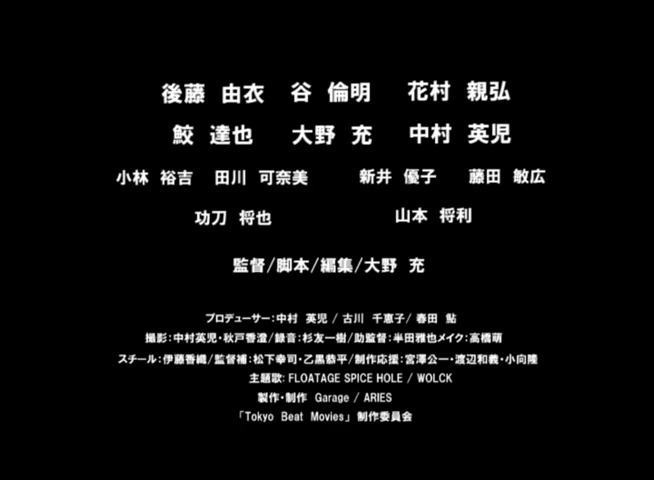 後藤 由衣 谷 倫明 花村 親弘
鮫 達也 大野 充 中村 英児
小林 裕吉 田川 可奈美 新井 優子 藤田 敏広
功刀 将也 山本 将利
監督/脚本/編集/大野 充
プロデューサー:中村 英児 / 古川 千恵子/ 春田 鮎
撮影:中村英児・秋戸香澄/録音:杉友一樹/助監督:半田雅也メイク:高橋萌
スチール:伊藤香織/監督補:松下幸司・乙黒恭平/制作応援:宮澤公一・渡辺和義・小向隆
主題歌:FLOATAGE SPICE HOLE / WOLCK
製作・制作 Garage / ARIES
「Tokyo Beat Movies」 制作委員会